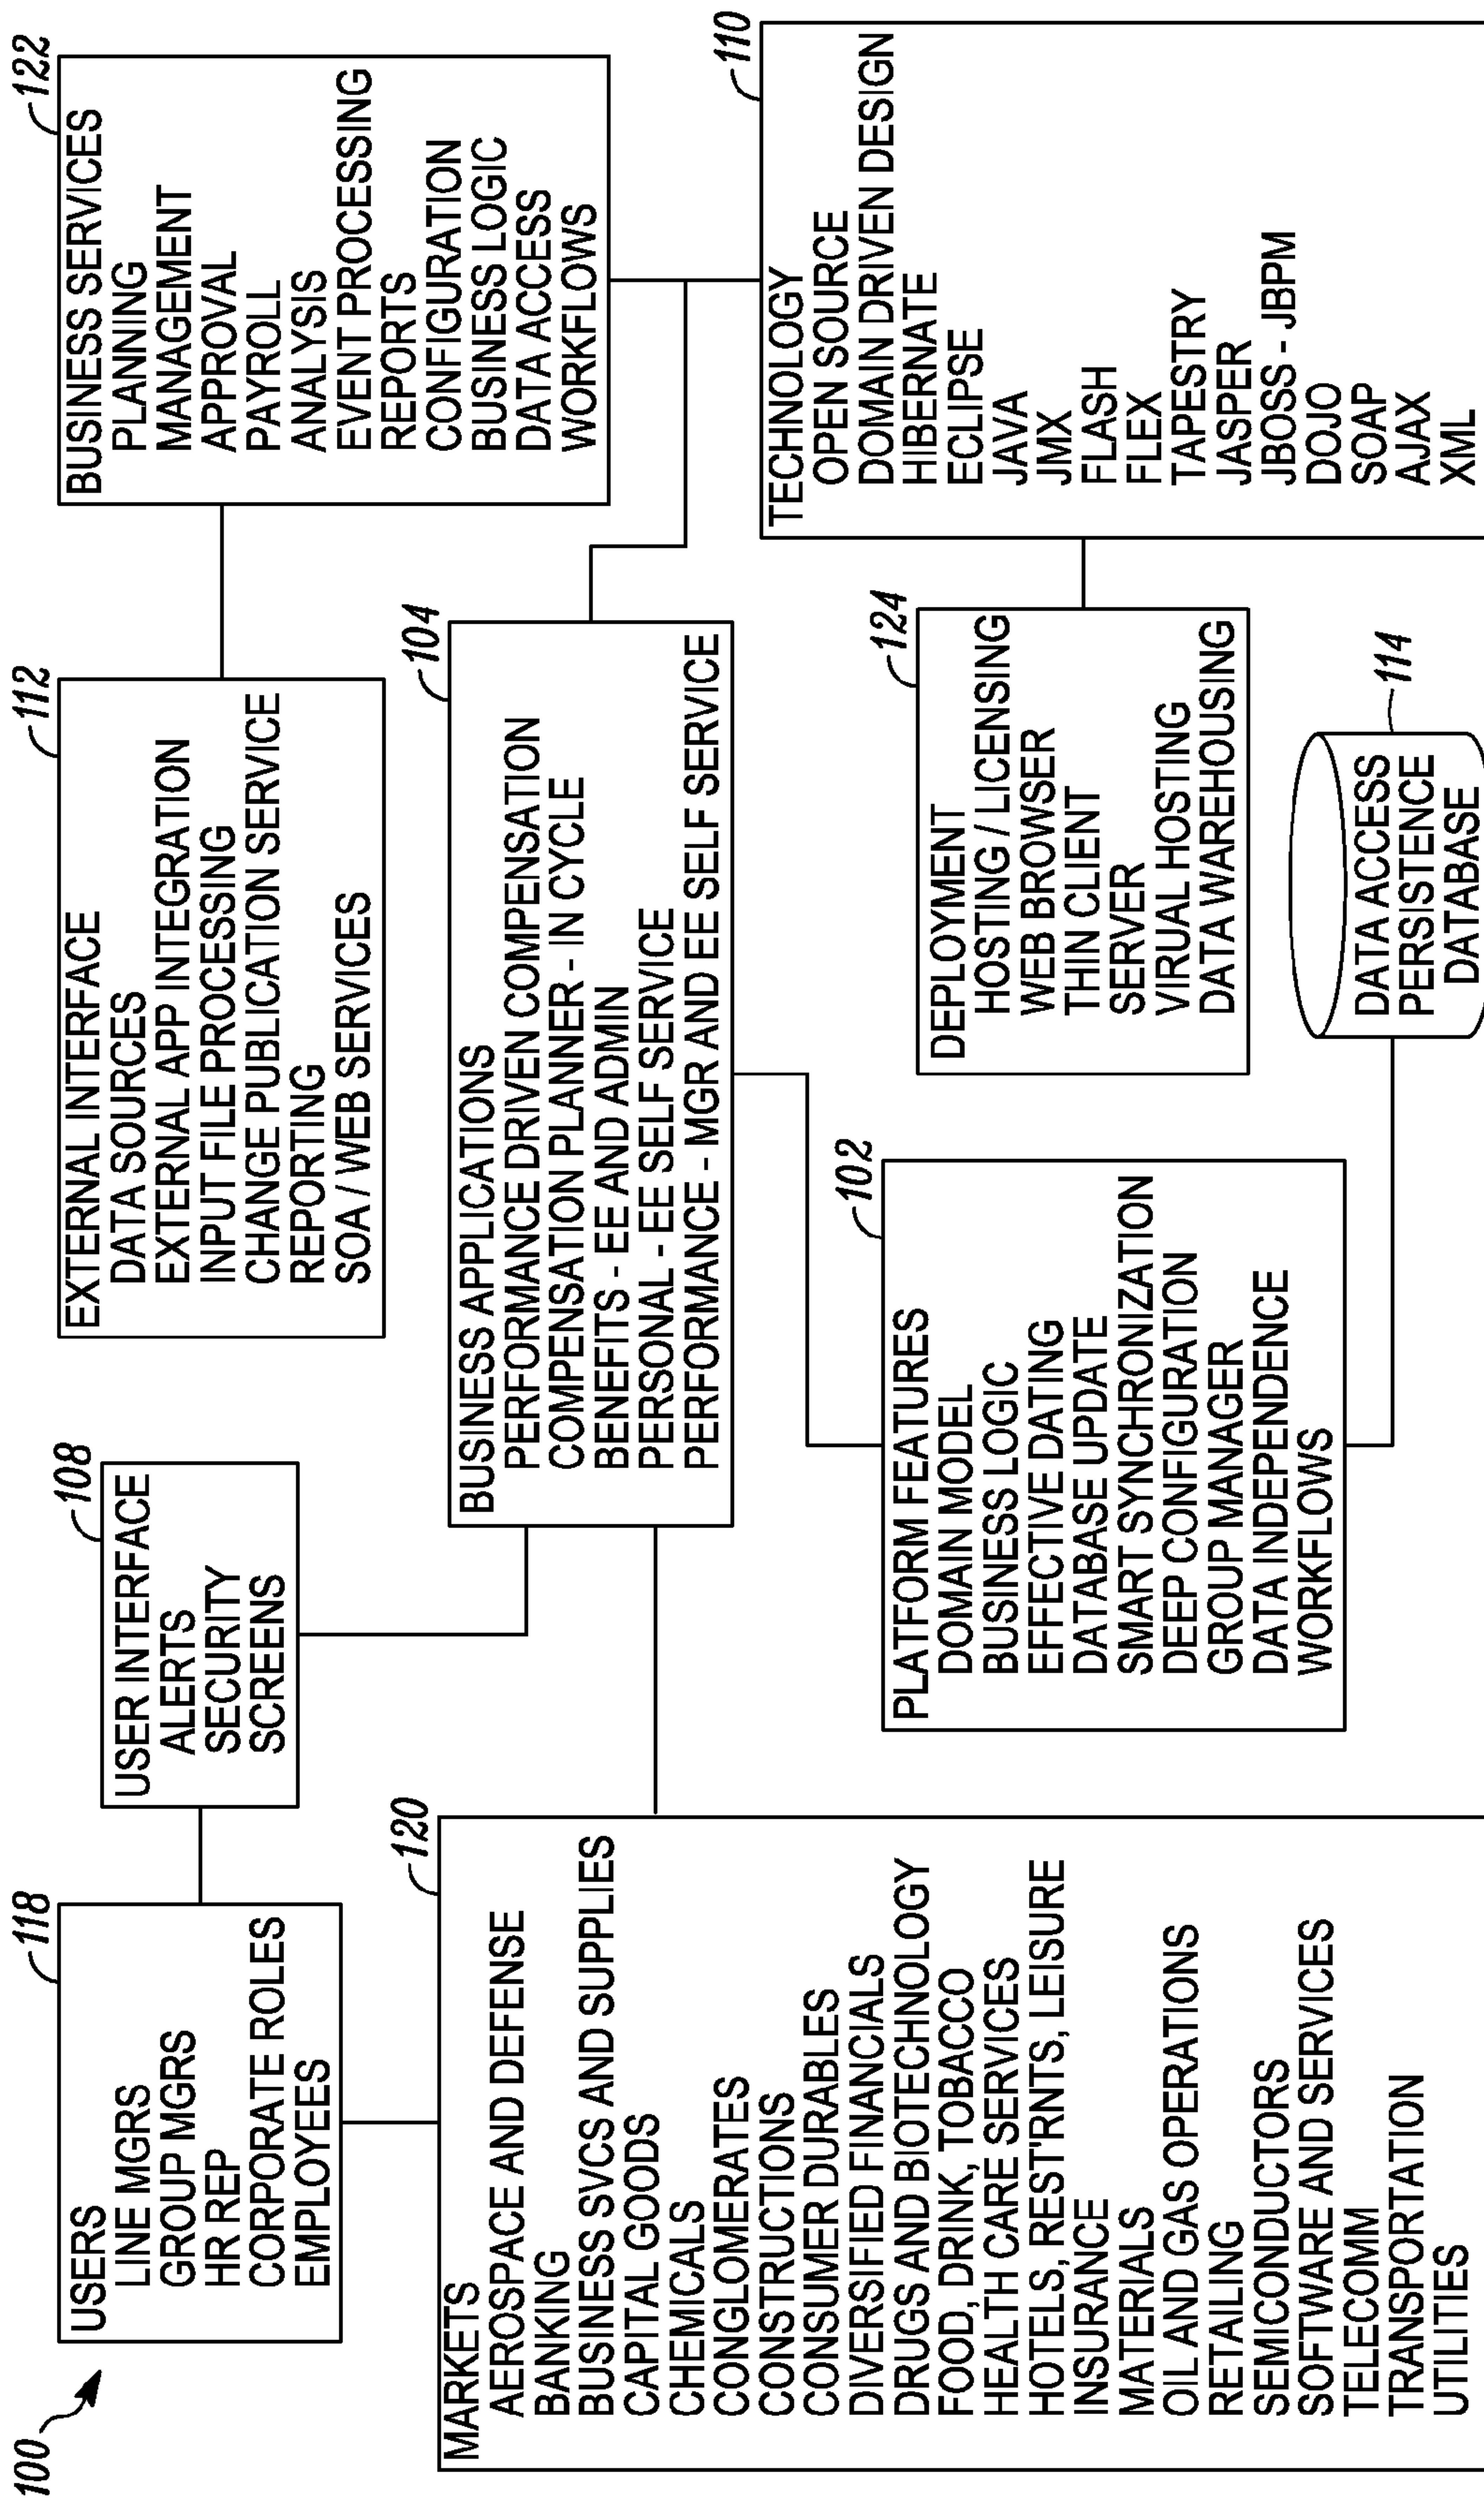 100
118
USERS
LINE MGRS
GROUP MGRS
HR REP
CORPORATE ROLES
EMPLOYEES
108
USER INTERFACE
ALERTS
SECURITY
SCREENS
112
EXTERNAL INTERFACE
DATA SOURCES
EXTERNAL APP INTEGRATION
INPUT FILE PROCESSING
CHANGE PUBLICATION SERVICE
REPORTING
SOA / WEB SERVICES
122
BUSINESS SERVICES
PLANNING
MANAGEMENT
APPROVAL
PAYROLL
ANALYSIS
EVENT PROCESSING
REPORTS
CONFIGURATION
BUSINESS LOGIC
DATA ACCESS
WORKFLOWS
120
MARKETS
AEROSPACE AND DEFENSE
BANKING
BUSINESS SVCS AND SUPPLIES
CAPITAL GOODS
CHEMICALS
CONGLOMERATES
CONSTRUCTIONS
CONSUMER DURABLES
DIVERSIFIED FINANCIALS
DRUGS AND BIOTECHNOLOGY
FOOD, DRINK, TOBACCO
HEALTH CARE SERVICES
HOTELS, REST'RNTS, LEISURE
INSURANCE
MATERIALS
OIL AND GAS OPERATIONS
RETAILING
SEMICONDUCTORS
SOFTWARE AND SERVICES
TELECOMM
TRANSPORTATION
UTILITIES
104
BUSINESS APPLICATIONS
PERFORMANCE DRIVEN COMPENSATION
COMPENSATION PLANNER - IN CYCLE
BENEFITS - EE AND ADMIN
PERSONAL - EE SELF SERVICE
PERFORMANCE - MGR AND EE SELF SERVICE
102
PLATFORM FEATURES
DOMAIN MODEL
BUSINESS LOGIC
EFFECTIVE DATING
DATABASE UPDATE
SMART SYNCHRONIZATION
DEEP CONFIGURATION
GROUP MANAGER
DATA INDEPENDENCE
WORKFLOWS
124
DEPLOYMENT
HOSTING / LICENSING
WEB BROWSER
THIN CLIENT
SERVER
VIRUAL HOSTING
DATA WAREHOUSING
114
DATA ACCESS
PERSISTENCE
DATABASE
110
TECHNOLOGY
OPEN SOURCE
DOMAIN DRIVEN DESIGN
HIBERNATE
ECLIPSE
JAVA
JMX
FLASH
FLEX
TAPESTRY
JASPER
JBOSS - JBPM
DOJO
SOAP
AJAX
XML